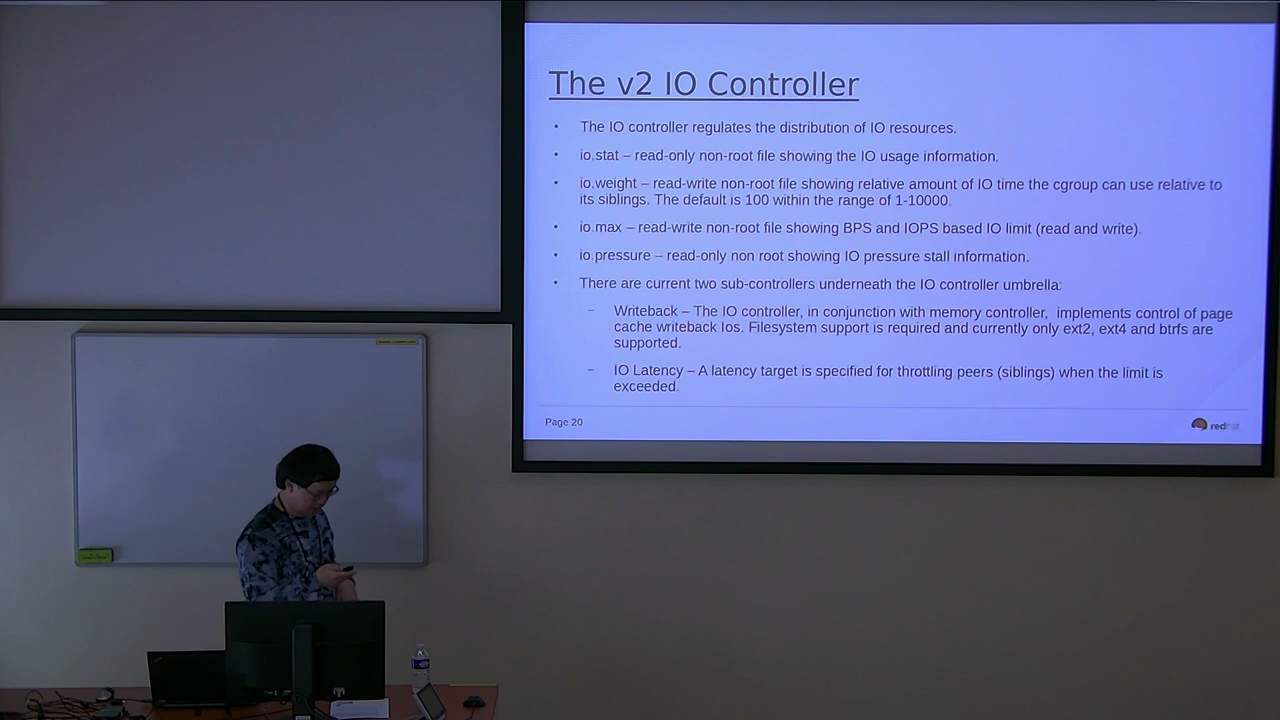 The v2 IO Controller
• The IO controller regulates the distribution of IO resources.
• io.stat – read-only non-root file showing the IO usage information.
• io.weight – read-write non-root file showing relative amount of IO time the cgroup can use relative to
its siblings. The default is 100 within the range of 1-10000.
• io.max – read-write non-root file showing BPS and IOPS based IO limit (read and write).
• io.pressure – read-only non root showing IO pressure stall information.
• There are current two sub-controllers underneath the IO controller umbrella:
– Writeback – The IO controller, in conjunction with memory controller, implements control of page
cache writeback Ios. Filesystem support is required and currently only ext2, ext4 and btrfs are
supported.
– IO Latency – A latency target is specified for throttling peers (siblings) when the limit is
exceeded.
Page 20
redhat